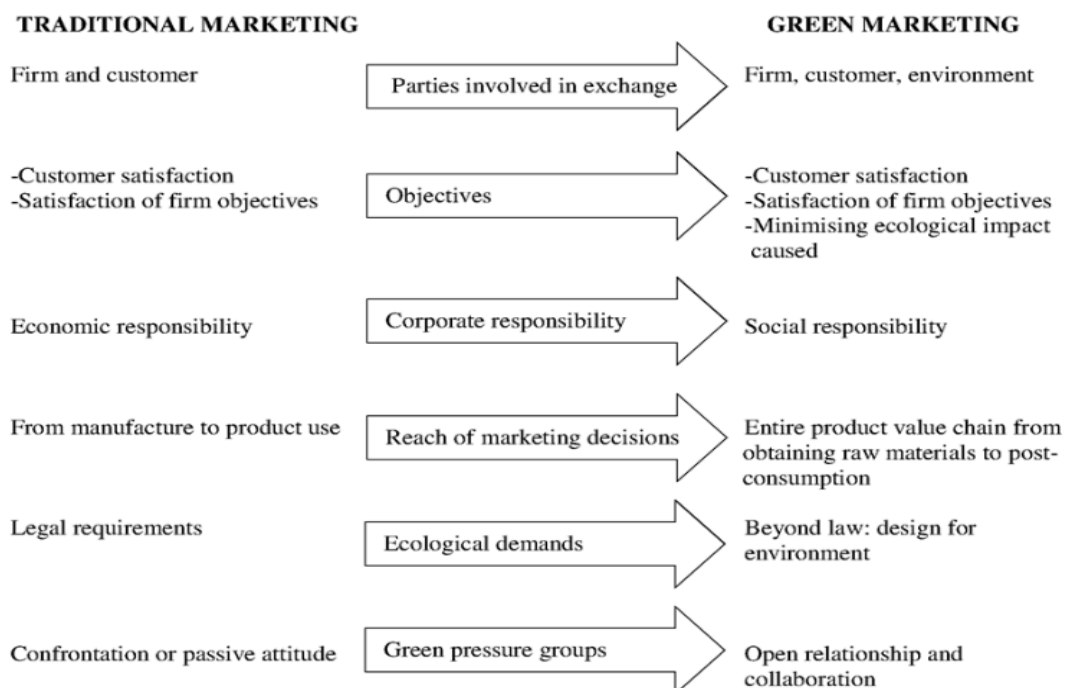 TRADITIONAL MARKETING
GREEN MARKETING
Firm and customer
Parties involved in exchange
Firm, customer, environment
-Customer satisfaction
-Satisfaction of firm objectives
Objectives
-Customer satisfaction
-Satisfaction of firm objectives
-Minimising ecological impact
caused
Economic responsibility
Corporate responsibility
Social responsibility
From manufacture to product use
Reach of marketing decisions
Entire product value chain from
obtaining raw materials to post-
consumption
Legal requirements
Ecological demands
Beyond law: design for
environment
Confrontation or passive attitude
Green pressure groups
Open relationship and
collaboration